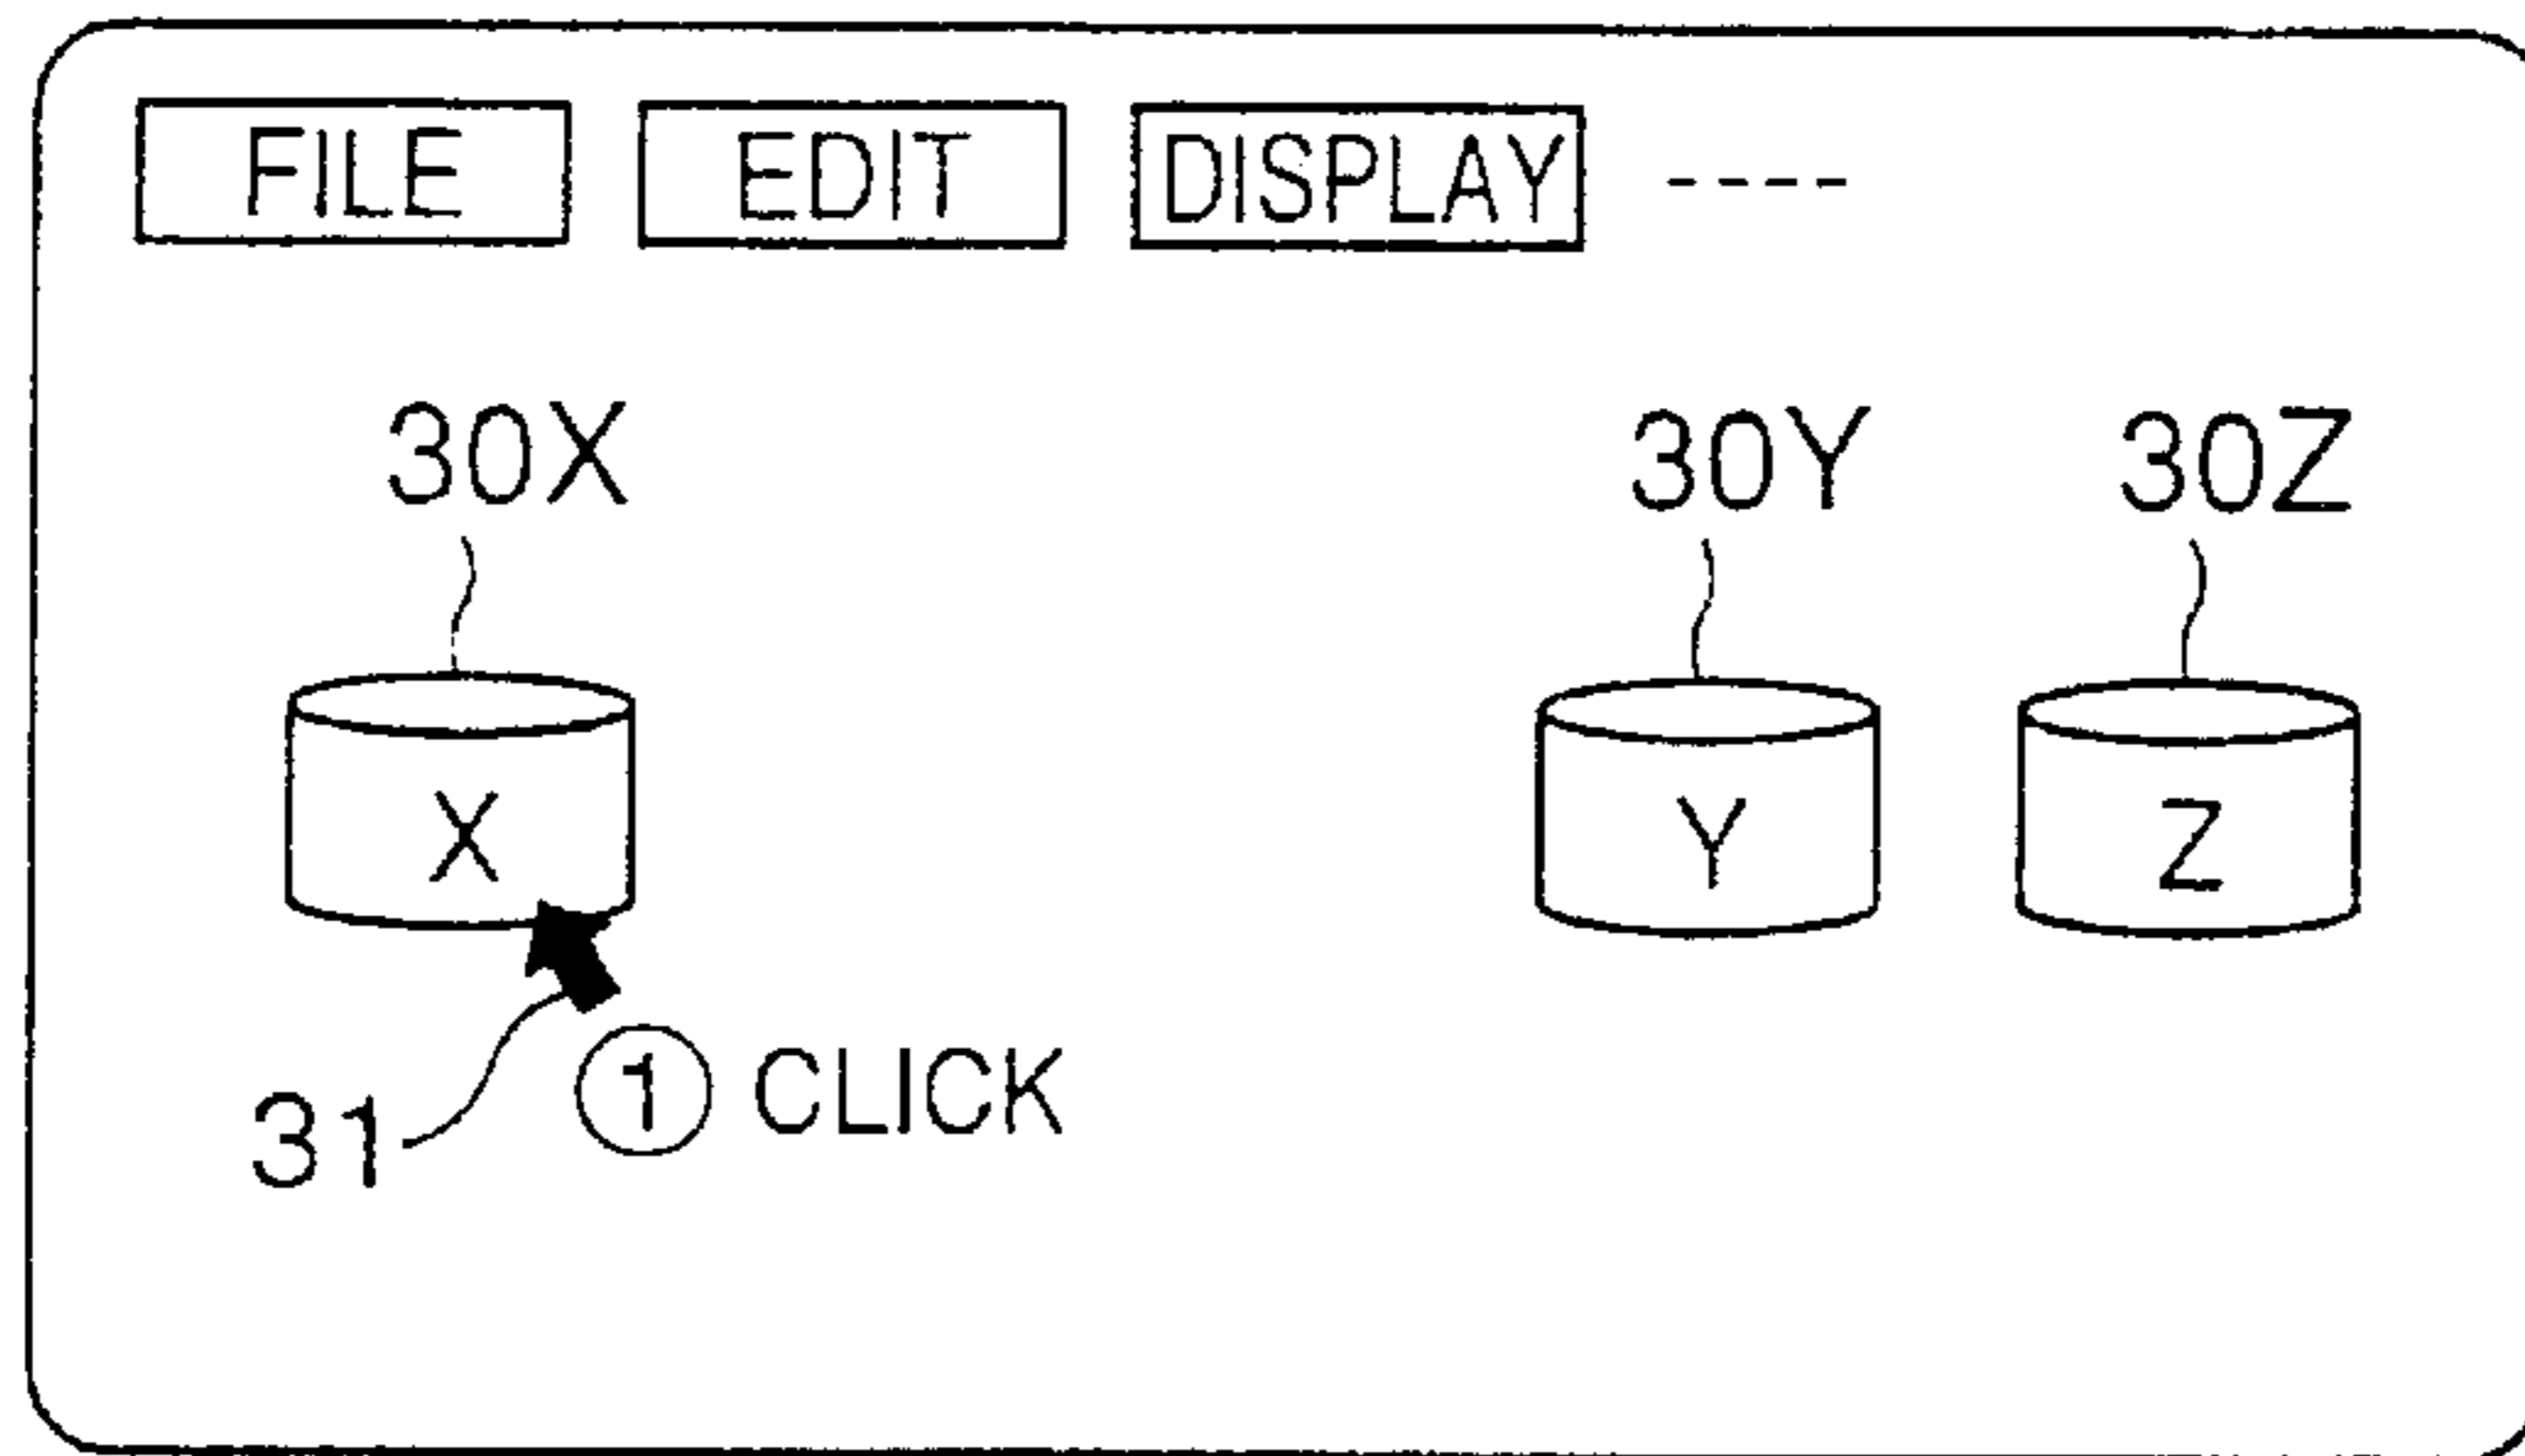 FILE EDIT DISPLAY ----
30X 30Y 30Z
X Y Z
① CLICK
31